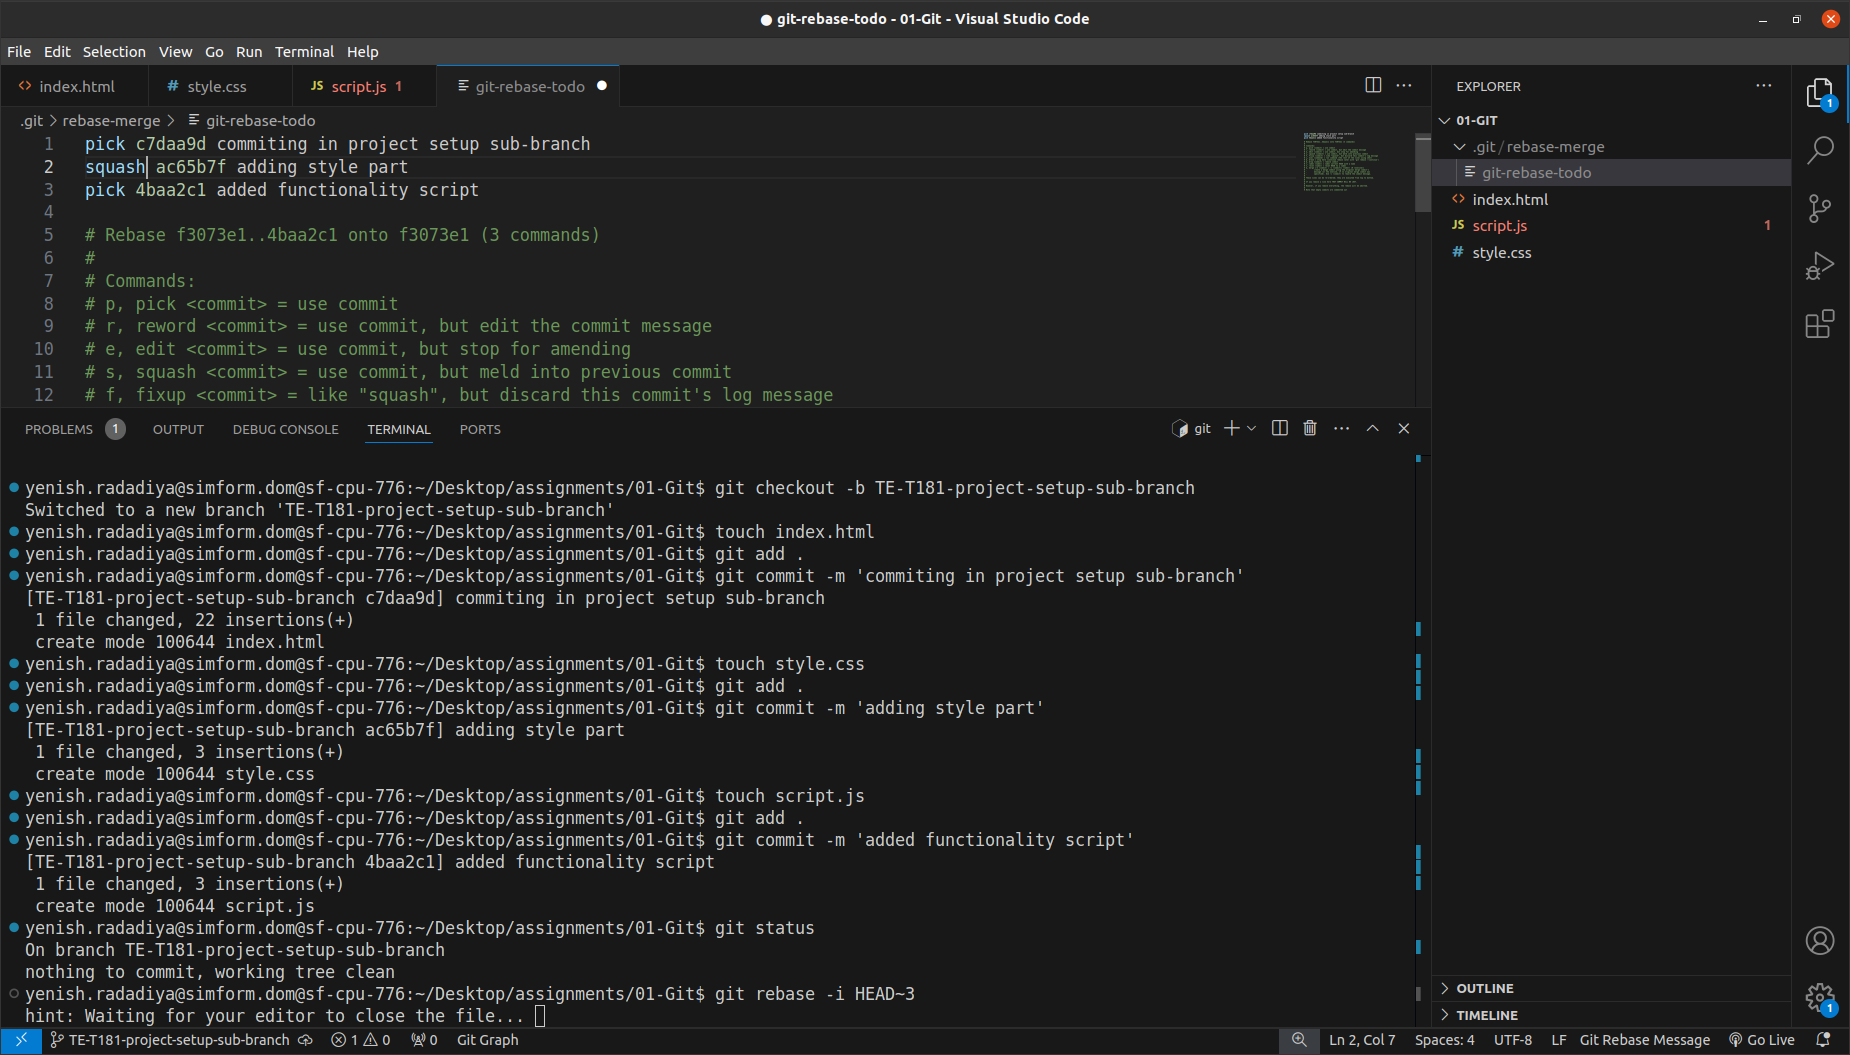 git-rebase-todo - 01-Git - Visual Studio Code
File Edit Selection View Go Run Terminal Help
index.html
# style.css
JS script.js 1
git-rebase-todo
EXPLORER
.git > rebase-merge > git-rebase-todo
01-GIT
.git / rebase-merge
git-rebase-todo
index.html
JS script.js 1
# style.css
1 pick c7daa9d commiting in project setup sub-branch
2 squash ac65b7f adding style part
3 pick 4baa2c1 added functionality script
4
5 # Rebase f3073e1..4baa2c1 onto f3073e1 (3 commands)
6 #
7 # Commands:
8 # p, pick <commit> = use commit
9 # r, reword <commit> = use commit, but edit the commit message
10 # e, edit <commit> = use commit, but stop for amending
11 # s, squash <commit> = use commit, but meld into previous commit
12 # f, fixup <commit> = like "squash", but discard this commit's log message
PROBLEMS 1 OUTPUT DEBUG CONSOLE TERMINAL PORTS
git
yenish.radadiya@simform.dom@sf-cpu-776:~/Desktop/assignments/01-Git$ git checkout -b TE-T181-project-setup-sub-branch
Switched to a new branch 'TE-T181-project-setup-sub-branch'
yenish.radadiya@simform.dom@sf-cpu-776:~/Desktop/assignments/01-Git$ touch index.html
yenish.radadiya@simform.dom@sf-cpu-776:~/Desktop/assignments/01-Git$ git add .
yenish.radadiya@simform.dom@sf-cpu-776:~/Desktop/assignments/01-Git$ git commit -m 'commiting in project setup sub-branch'
[TE-T181-project-setup-sub-branch c7daa9d] commiting in project setup sub-branch
1 file changed, 22 insertions(+)
create mode 100644 index.html
yenish.radadiya@simform.dom@sf-cpu-776:~/Desktop/assignments/01-Git$ touch style.css
yenish.radadiya@simform.dom@sf-cpu-776:~/Desktop/assignments/01-Git$ git add .
yenish.radadiya@simform.dom@sf-cpu-776:~/Desktop/assignments/01-Git$ git commit -m 'adding style part'
[TE-T181-project-setup-sub-branch ac65b7f] adding style part
1 file changed, 3 insertions(+)
create mode 100644 style.css
yenish.radadiya@simform.dom@sf-cpu-776:~/Desktop/assignments/01-Git$ touch script.js
yenish.radadiya@simform.dom@sf-cpu-776:~/Desktop/assignments/01-Git$ git add .
yenish.radadiya@simform.dom@sf-cpu-776:~/Desktop/assignments/01-Git$ git commit -m 'added functionality script'
[TE-T181-project-setup-sub-branch 4baa2c1] added functionality script
1 file changed, 3 insertions(+)
create mode 100644 script.js
yenish.radadiya@simform.dom@sf-cpu-776:~/Desktop/assignments/01-Git$ git status
On branch TE-T181-project-setup-sub-branch
nothing to commit, working tree clean
yenish.radadiya@simform.dom@sf-cpu-776:~/Desktop/assignments/01-Git$ git rebase -i HEAD~3
hint: Waiting for your editor to close the file...
OUTLINE
TIMELINE
1
1
TE-T181-project-setup-sub-branch 1 0 0 Git Graph Ln 2, Col 7 Spaces: 4 UTF-8 LF Git Rebase Message Go Live